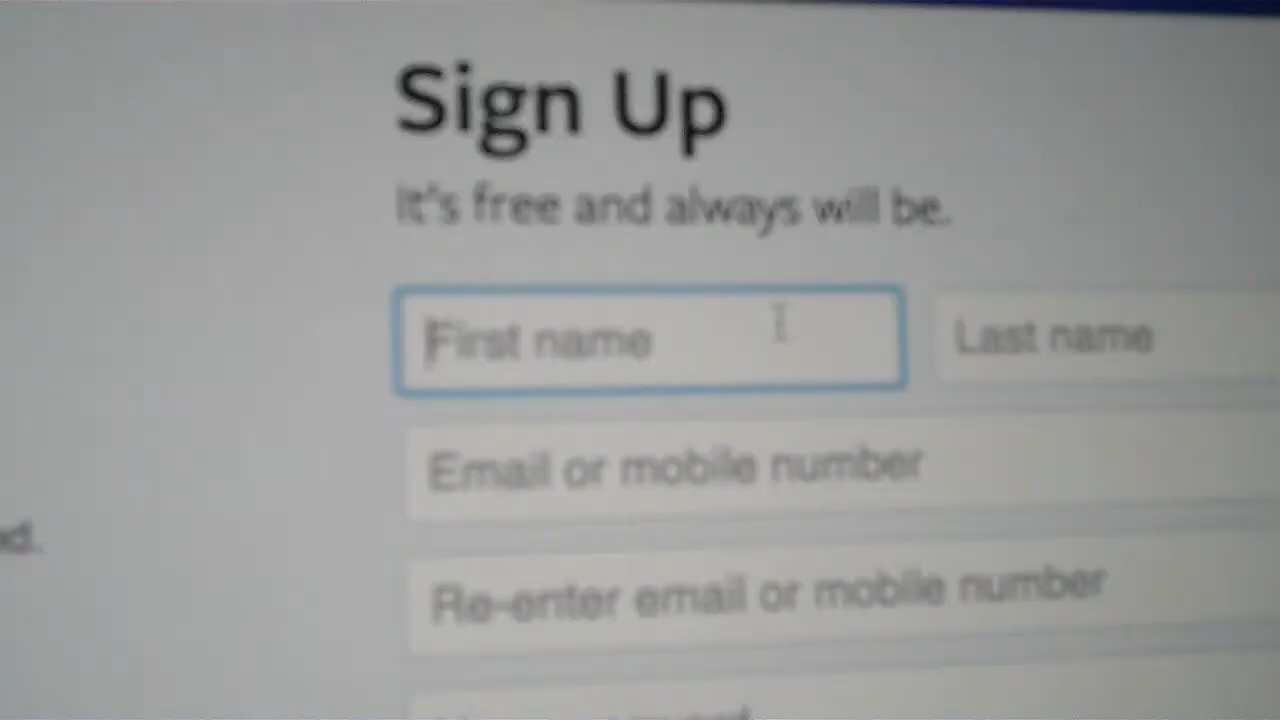 Sign Up
It's free and always will be.
First name Last name
Email or mobile number
Re-enter email or mobile number